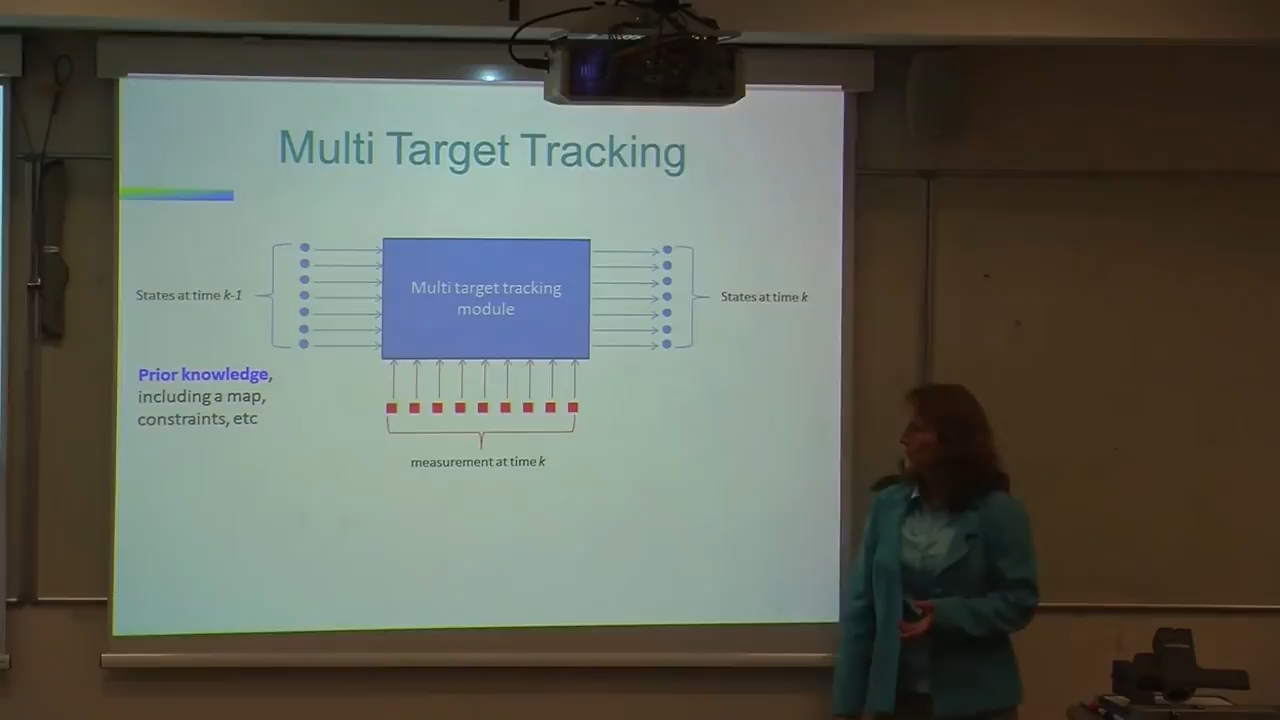 Multi Target Tracking
States at time k-1
Multi target tracking
module
States at time k
Prior knowledge,
including a map,
constraints, etc
measurement at time k